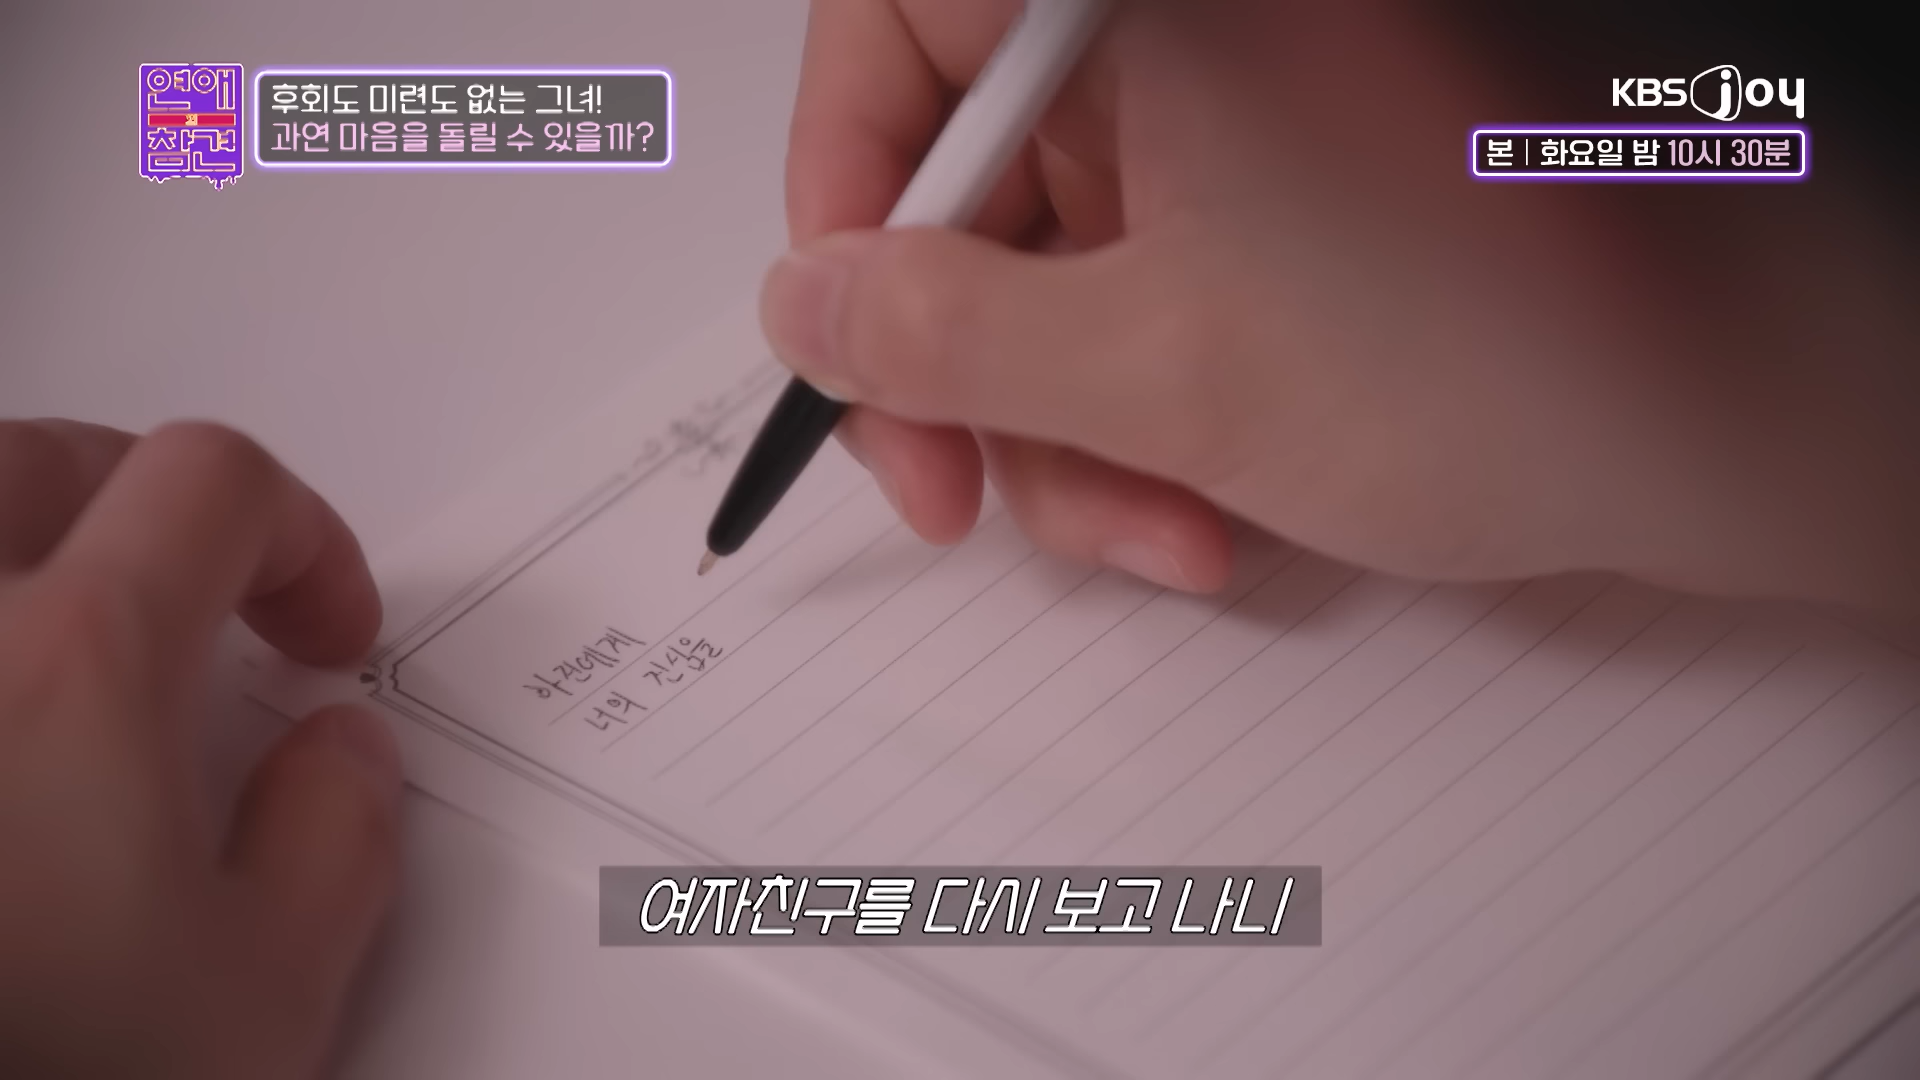 연애의 참견
후회도 미련도 없는 그녀!
과연 마음을 돌릴 수 있을까?
KBS joy
본 | 화요일 밤 10시 30분
하진에게
너의 진심을
여자친구를 다시 보고 나니